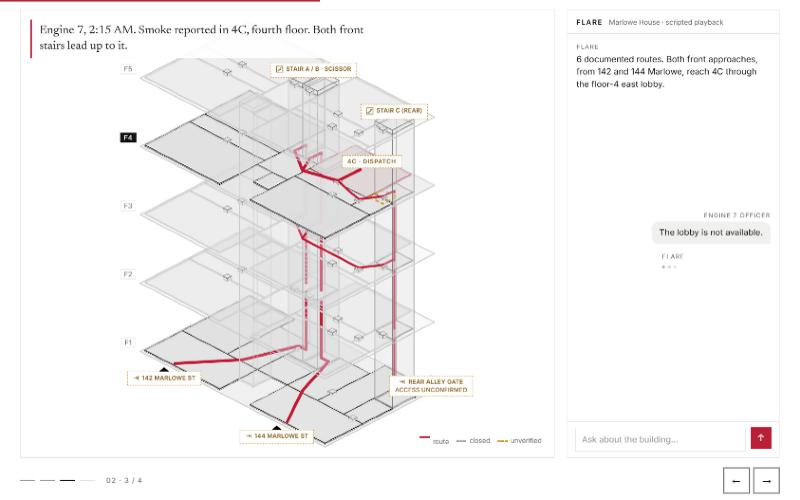 Engine 7, 2:15 AM. Smoke reported in 4C, fourth floor. Both front
stairs lead up to it.
F5
STAIR A / B · SCISSOR
STAIR C (REAR)
F4
4C · DISPATCH
F3
F2
F1
142 MARLOWE ST
REAR ALLEY GATE
ACCESS UNCONFIRMED
144 MARLOWE ST
route
closed
unverified
02 · 3 / 4
FLARE Marlowe House · scripted playback
FLARE
6 documented routes. Both front approaches,
from 142 and 144 Marlowe, reach 4C through
the floor-4 east lobby.
ENGINE 7 OFFICER
The lobby is not available.
FLARE
Ask about the building...